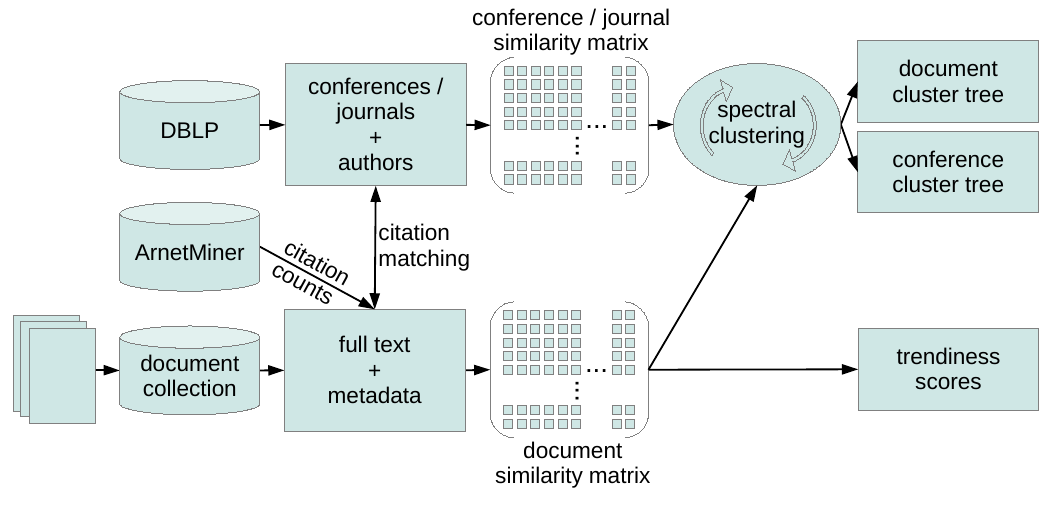 conference / journal
similarity matrix
DBLP
conferences /
journals
+
authors
...
...
spectral
clustering
document
cluster tree
conference
cluster tree
ArnetMiner
citation
counts
citation
matching
document
collection
full text
+
metadata
...
...
document
similarity matrix
trendiness
scores